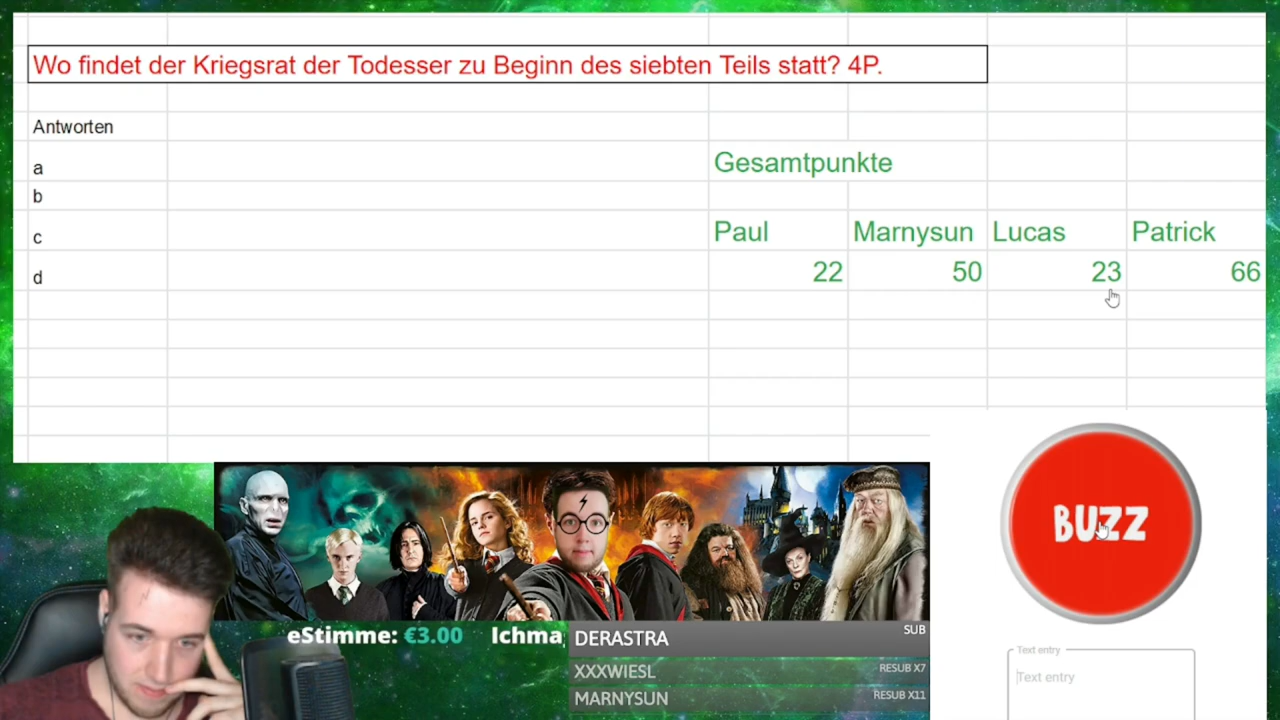 Wo findet der Kriegsrat der Todesser zu Beginn des siebten Teils statt? 4P.
Antworten
a
Gesamtpunkte
b
c
Paul Marnysun Lucas Patrick
d
22 50 23 66
BUZZ
eStimme: €3.00 Ichma
DERASTRA SUB
XXXWIESL RESUB X7
MARNYSUN RESUB X11
Text entry
Text entry